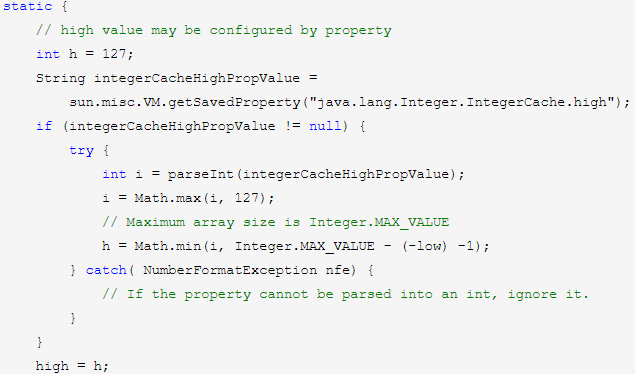 static {
// high value may be configured by property
int h = 127;
String integerCacheHighPropValue =
sun.misc.VM.getSavedProperty("java.lang.Integer.IntegerCache.high");
if (integerCacheHighPropValue != null) {
try {
int i = parseInt(integerCacheHighPropValue);
i = Math.max(i, 127);
// Maximum array size is Integer.MAX_VALUE
h = Math.min(i, Integer.MAX_VALUE - (-low) -1);
} catch( NumberFormatException nfe) {
// If the property cannot be parsed into an int, ignore it.
}
}
high = h;